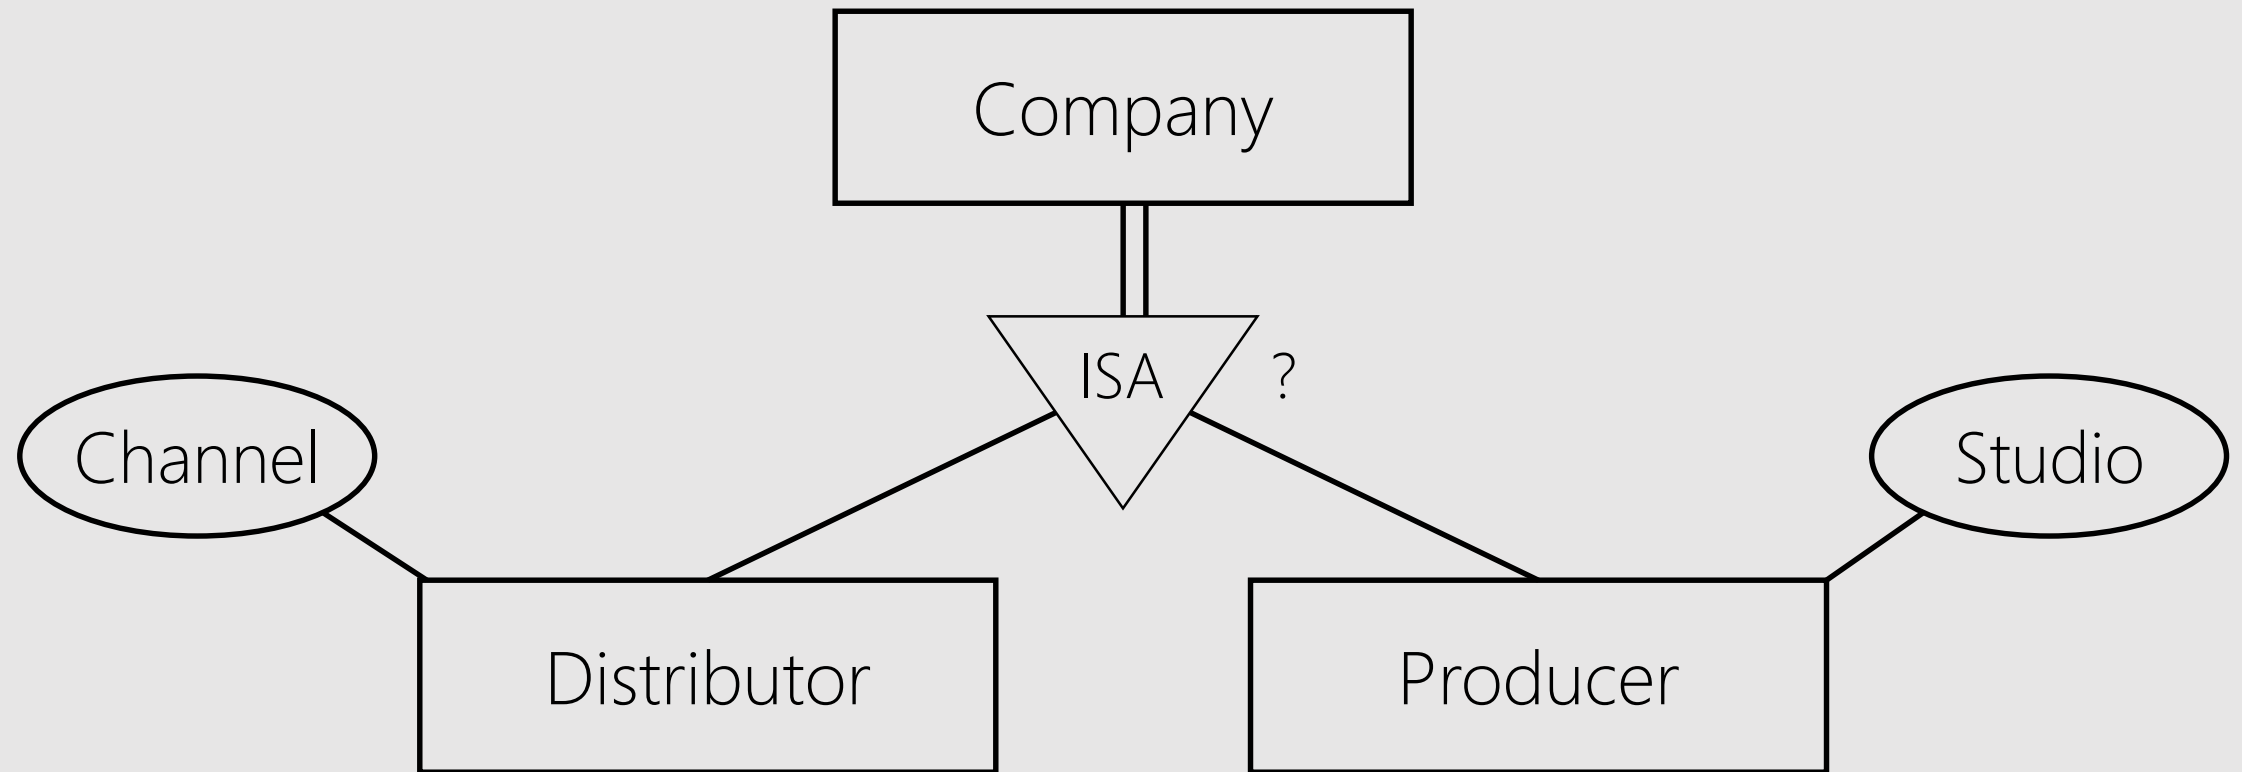 Company
ISA ?
Channel
Studio
Distributor
Producer